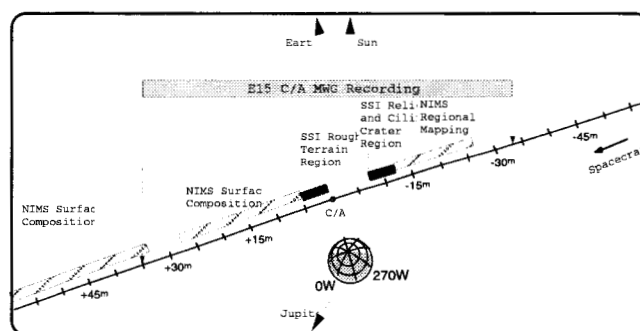 Eart Sun
E15 C/A MWG Recording
SSI Reli NIMS
and Cili Regional
Crater Mapping
Region
SSI Rough
Terrain
Region
-45m
-30m
Spacecra
-15m
NIMS Surfac
Composition
C/A
NIMS Surfac
Composition
+15m
+30m
+45m
0W 270W
Jupit